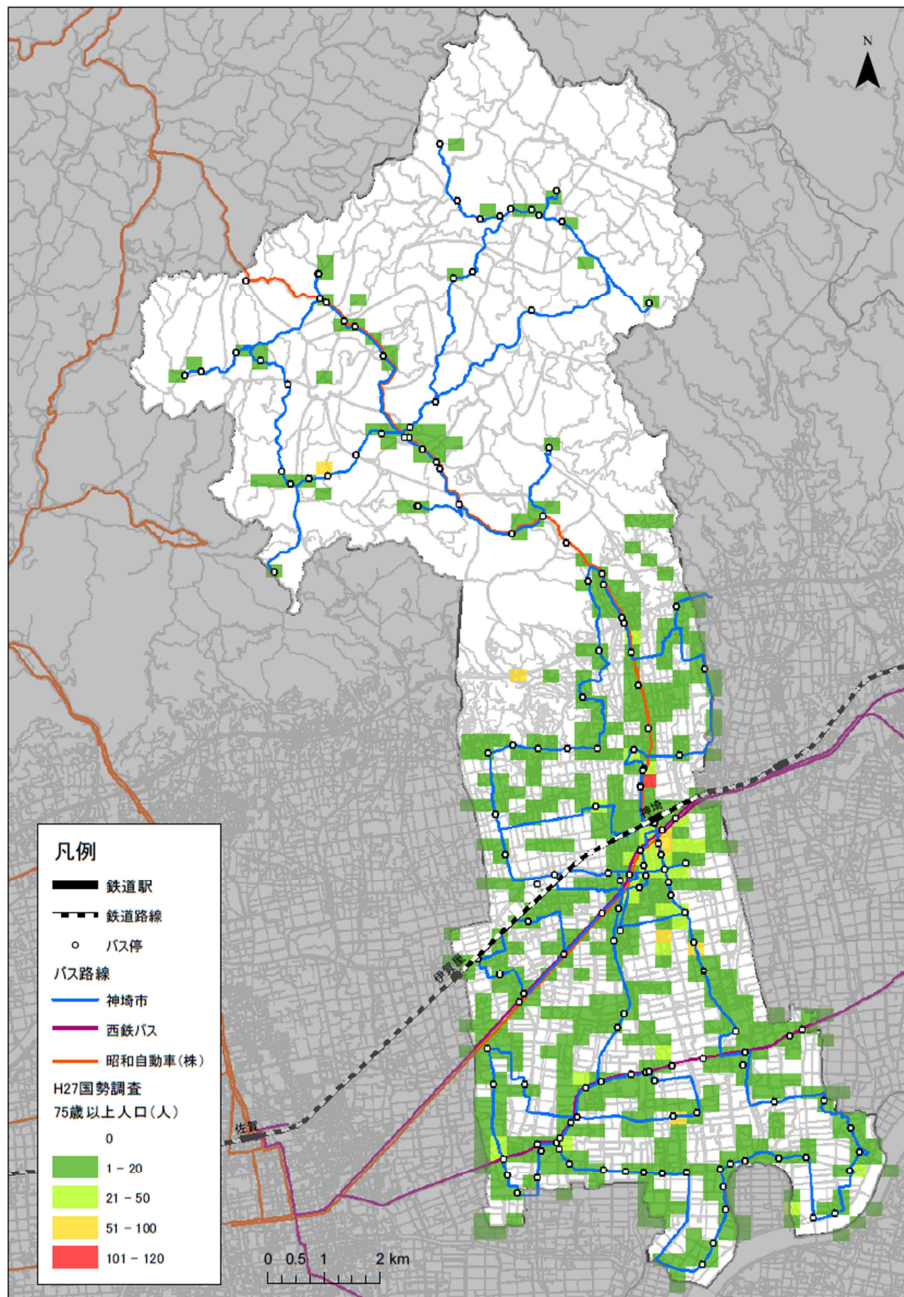 N
神埼
伊賀屋
佐賀
凡例
鉄道駅
鉄道路線
バス停
バス路線
神埼市
西鉄バス
昭和自動車(株)
H27国勢調査
75歳以上人口(人)
0
1 - 20
21 - 50
51 - 100
101 - 120
0 0.5 1 2 km